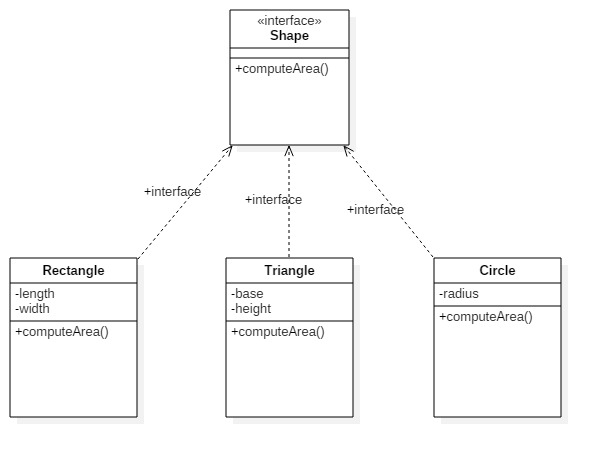 «interface»
Shape
+computeArea()
+interface
+interface
+interface
Rectangle
-length
-width
+computeArea()
Triangle
-base
-height
+computeArea()
Circle
-radius
+computeArea()